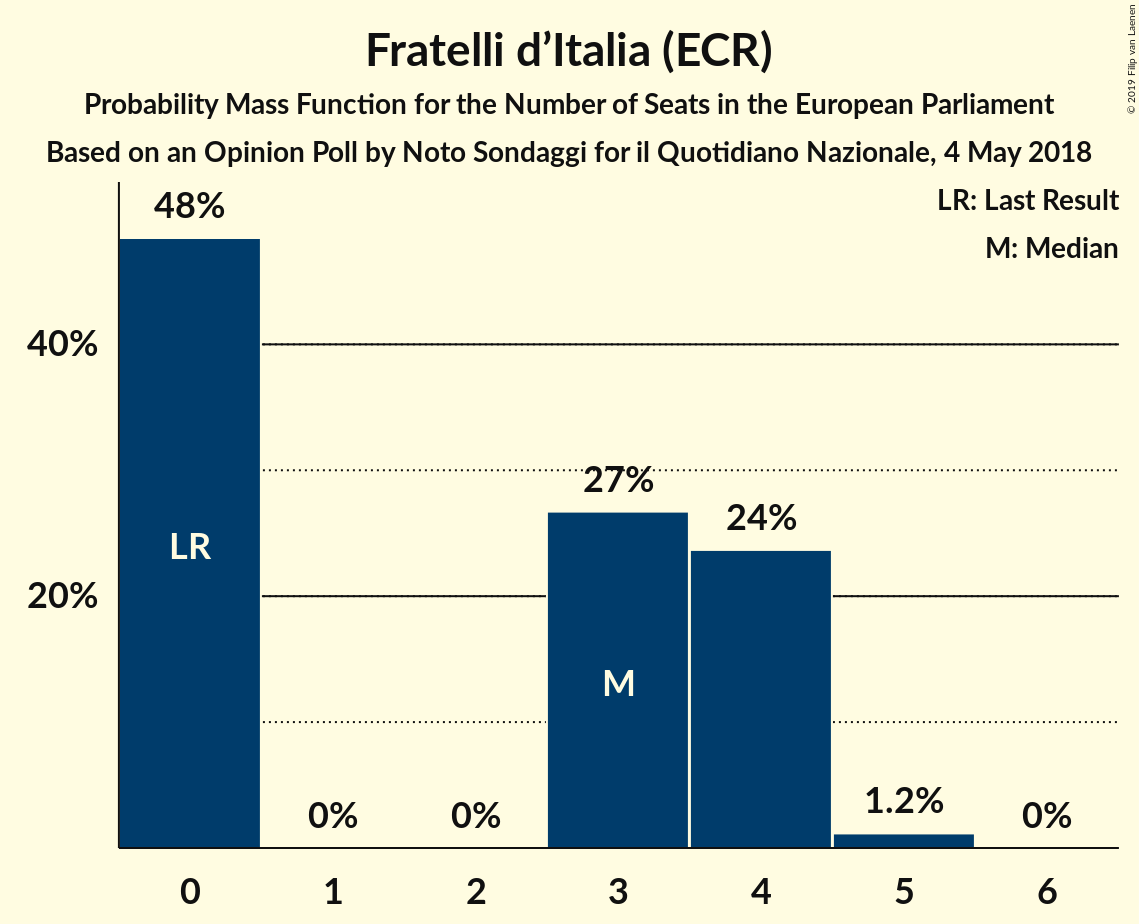 Fratelli d’Italia (ECR)
Probability Mass Function for the Number of Seats in the European Parliament
Based on an Opinion Poll by Noto Sondaggi for il Quotidiano Nazionale, 4 May 2018
© 2019 Filip van Laenen
LR: Last Result
M: Median
48%
40%
27%
24%
LR
20%
M
1.2%
0%
0%
0%
0 1 2 3 4 5 6